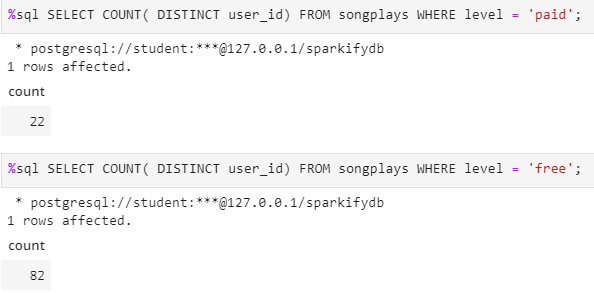 %sql SELECT COUNT( DISTINCT user_id) FROM songplays WHERE level = 'paid';
* postgresql://student:***@127.0.0.1/sparkifydb
1 rows affected.
count
22
%sql SELECT COUNT( DISTINCT user_id) FROM songplays WHERE level = 'free';
* postgresql://student:***@127.0.0.1/sparkifydb
1 rows affected.
count
82